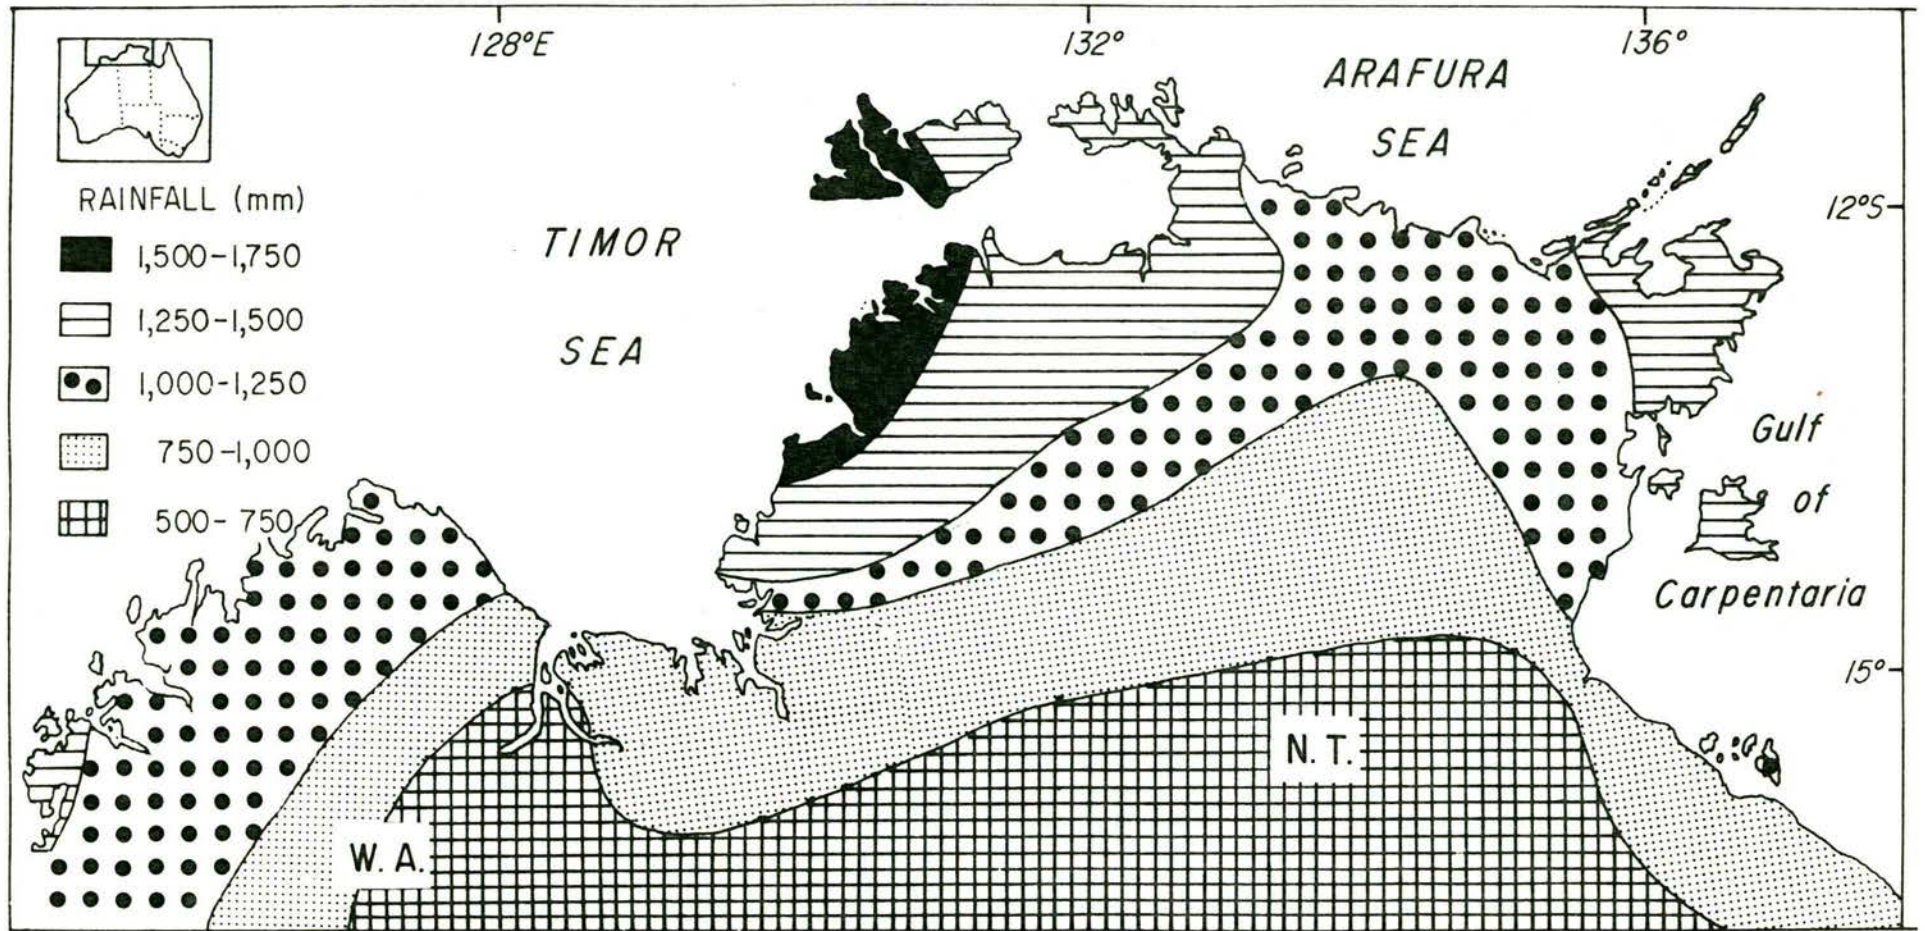 128°E
132°
136°
ARAFURA
SEA
RAINFALL (mm)
12°S
TIMOR
1,500-1,750
1,250-1,500
SEA
1,000-1,250
Gulf
750-1,000
of
500-750
Carpentaria
15°
N.T.
W.A.